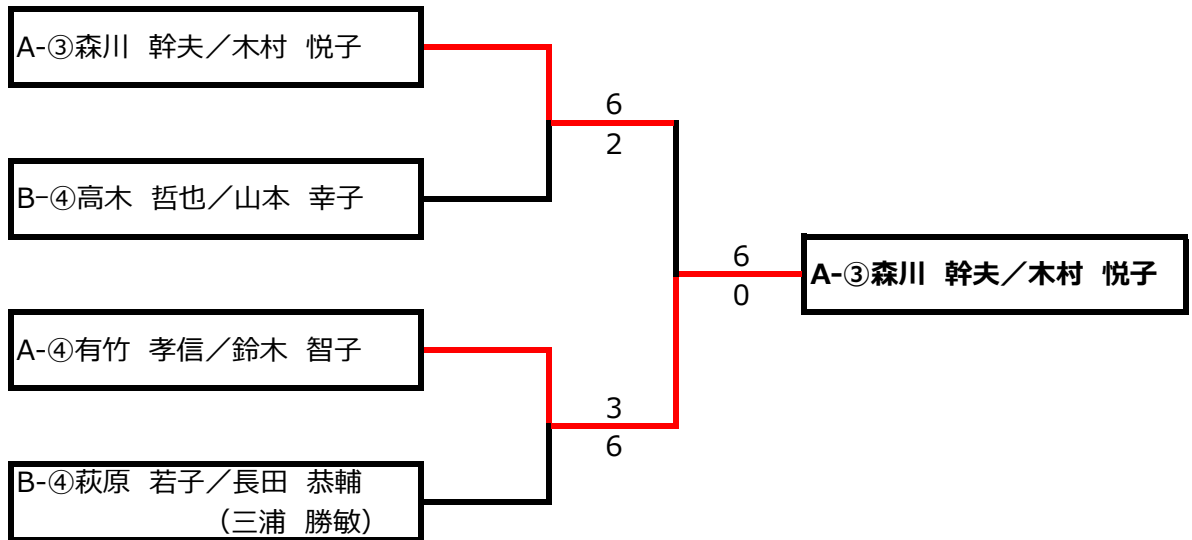 A-③森川 幹夫／木村 悦子
6
2
B-④高木 哲也／山本 幸子
6
0
A-③森川 幹夫／木村 悦子
A-④有竹 孝信／鈴木 智子
3
6
B-④萩原 若子／長田 恭輔
（三浦 勝敏）